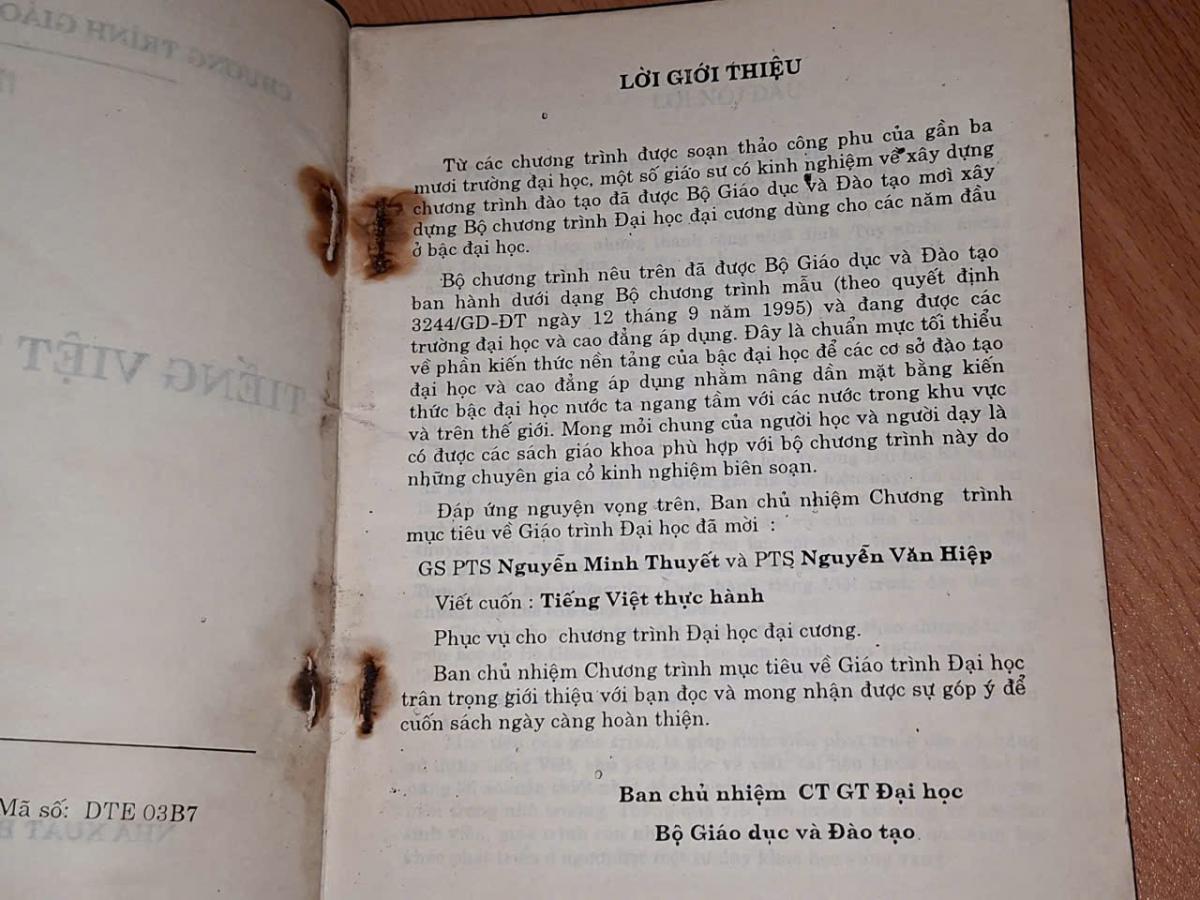 Mã số: DTE 03B7
LỜI GIỚI THIỆU
Từ các chương trình được soạn thảo công phu của gần ba
mươi trường đại học, một số giáo sư có kinh nghiệm về xây dựng
chương trình đào tạo đã được Bộ Giáo dục và Đào tạo mời xây
dựng Bộ chương trình Đại học đại cương dùng cho các năm đầu
ở bậc đại học.
Bộ chương trình nêu trên đã được Bộ Giáo dục và Đào tạo
ban hành dưới dạng Bộ chương trình mẫu (theo quyết định
3244/GD-ĐT ngày 12 tháng 9 năm 1995) và đang được các
trường đại học và cao đẳng áp dụng. Đây là chuẩn mực tối thiểu
về phần kiến thức nền tảng của bậc đại học để các cơ sở đào tạo
đại học và cao đẳng áp dụng nhằm nâng dần mặt bằng kiến
thức bậc đại học nước ta ngang tầm với các nước trong khu vực
và trên thế giới. Mong mỏi chung của người học và người dạy là
có được các sách giáo khoa phù hợp với bộ chương trình này do
những chuyên gia có kinh nghiệm biên soạn.
Đáp ứng nguyện vọng trên, Ban chủ nhiệm Chương trình
mục tiêu về Giáo trình Đại học đã mời :
GS PTS Nguyễn Minh Thuyết và PTS Nguyễn Văn Hiệp
Viết cuốn : Tiếng Việt thực hành
Phục vụ cho chương trình Đại học đại cương.
Ban chủ nhiệm Chương trình mục tiêu về Giáo trình Đại học
trân trọng giới thiệu với bạn đọc và mong nhận được sự góp ý để
cuốn sách ngày càng hoàn thiện.
Ban chủ nhiệm CT GT Đại học
Bộ Giáo dục và Đào tạo